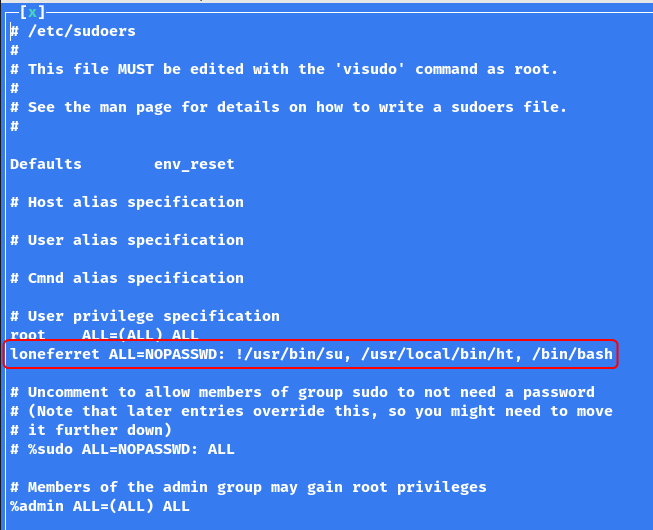 [x]
# /etc/sudoers
#
# This file MUST be edited with the 'visudo' command as root.
#
# See the man page for details on how to write a sudoers file.
#
Defaults        env_reset
# Host alias specification
# User alias specification
# Cmnd alias specification
# User privilege specification
root    ALL=(ALL) ALL
loneferret ALL=NOPASSWD: !/usr/bin/su, /usr/local/bin/ht, /bin/bash
# Uncomment to allow members of group sudo to not need a password
# (Note that later entries override this, so you might need to move
# it further down)
# %sudo ALL=NOPASSWD: ALL
# Members of the admin group may gain root privileges
%admin ALL=(ALL) ALL